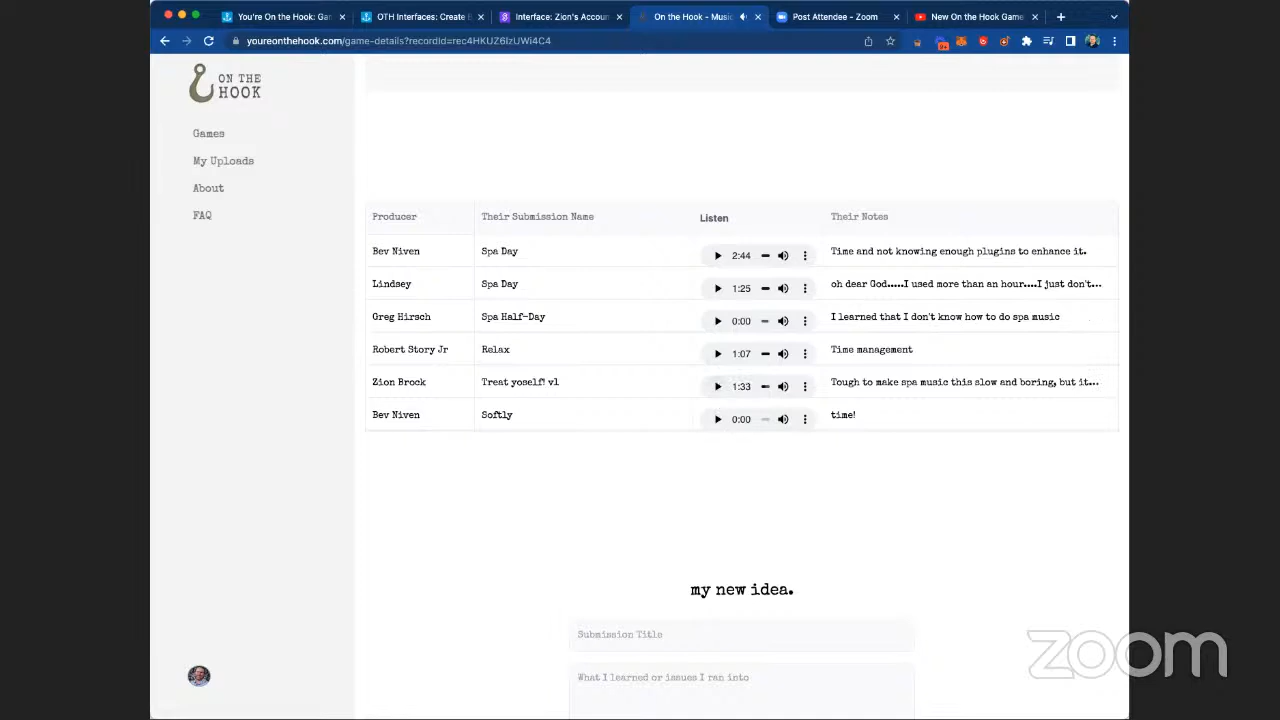 You're On the Hook: Gam
OTH Interfaces: Create B
Interface: Zion's Accoun
On the Hook - Music
Post Attendee - Zoom
New On the Hook Game
youreonthehook.com/game-details?recordId=rec4HKUZ6IzUWi4C4
ON THE
HOOK
Games
My Uploads
About
FAQ
Producer Their Submission Name Listen Their Notes
Bev Niven Spa Day 2:44 Time and not knowing enough plugins to enhance it.
Lindsey Spa Day 1:25 oh dear God.....I used more than an hour....I just don't...
Greg Hirsch Spa Half-Day 0:00 I learned that I don't know how to do spa music
Robert Story Jr Relax 1:07 Time management
Zion Brock Treat yoself! v1 1:33 Tough to make spa music this slow and boring, but it...
Bev Niven Softly 0:00 time!
my new idea.
Submission Title
What I learned or issues I ran into
zoom